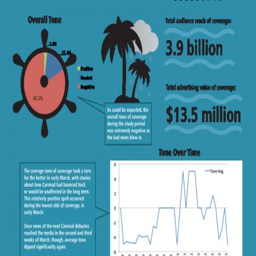 Overall Tone
Positive
Neutral
Negative
As could be expected, the
overall tone of coverage
during the study period
was extremely negative as
the bad news blew in.
Total audience reach of coverage:
3.9 billion
Total advertising value of coverage:
$13.5 million
Tone Over Time
The average tone of coverage took a turn
for the better in early March, with stories
about how Carnival had bounced back
or would be unaffected in the long term.
This relatively positive spell occurred
during the lowest ebb of coverage, in
early March.
Once news of the next Carnival debacles
reached the media in the second and third
weeks of March, though, average tone
dipped significantly again.
Tone Avg